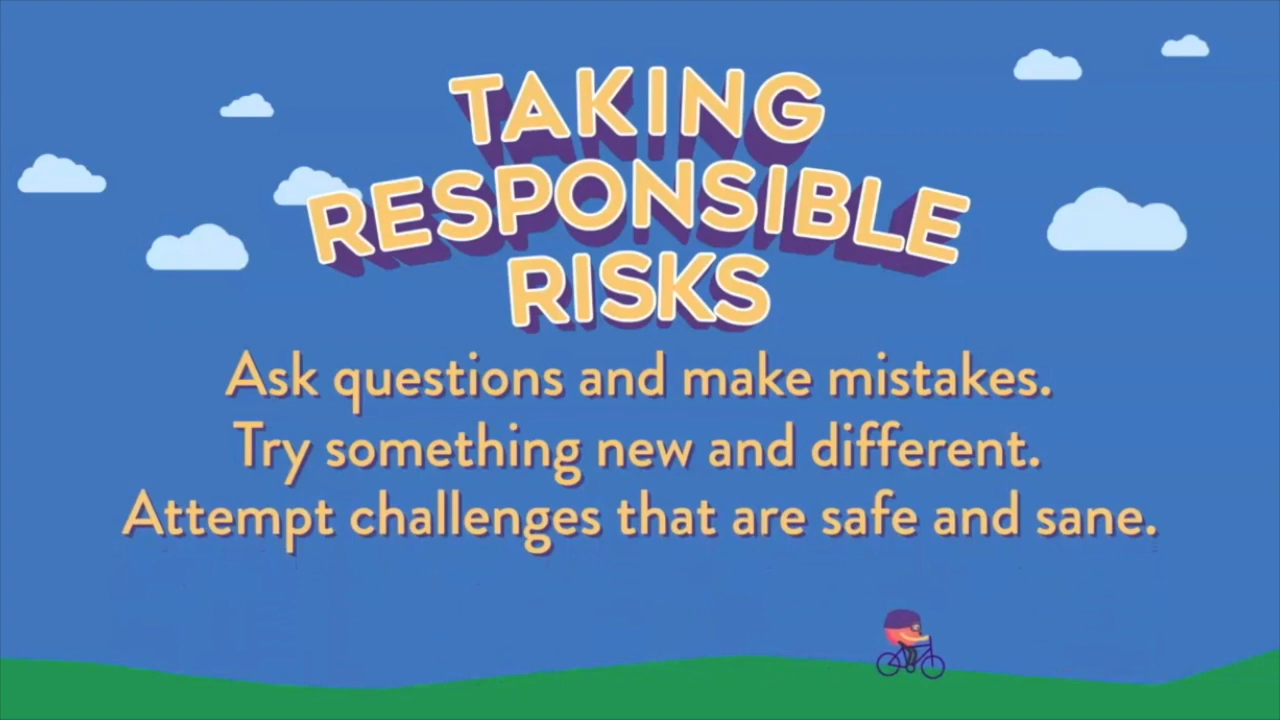 TAKING
RESPONSIBLE
RISKS
Ask questions and make mistakes.
Try something new and different.
Attempt challenges that are safe and sane.